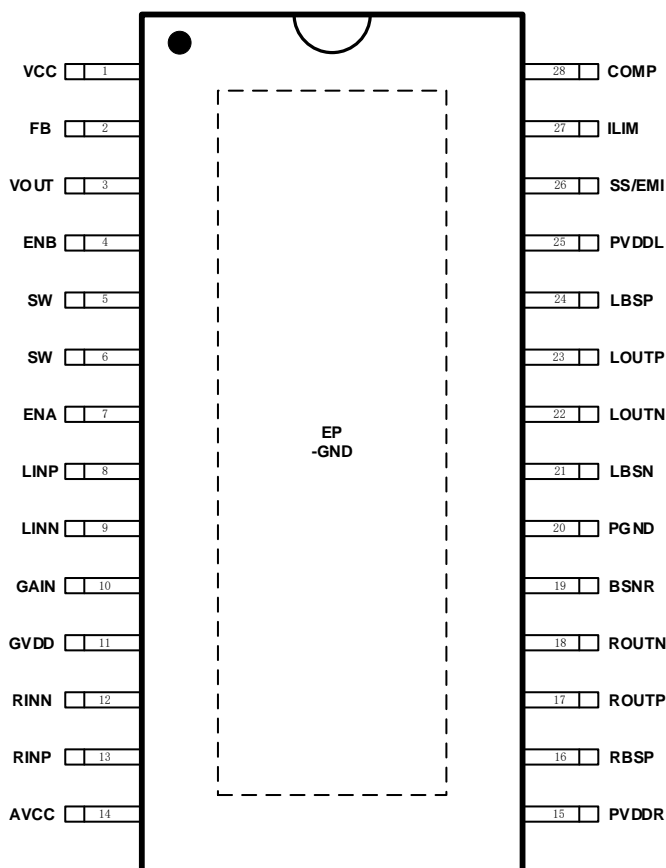 VCC 1 28 COMP
FB 2 27 ILIM
VOUT 3 26 SS/EMI
ENB 4 25 PVDDL
SW 5 24 LBSP
SW 6 23 LOUTP
ENA 7 22 LOUTN
EP
-GND
LINP 8 21 LBSN
LINN 9 20 PGND
GAIN 10 19 BSNR
GVDD 11 18 ROUTN
RINN 12 17 ROUTP
RINP 13 16 RBSP
AVCC 14 15 PVDDR